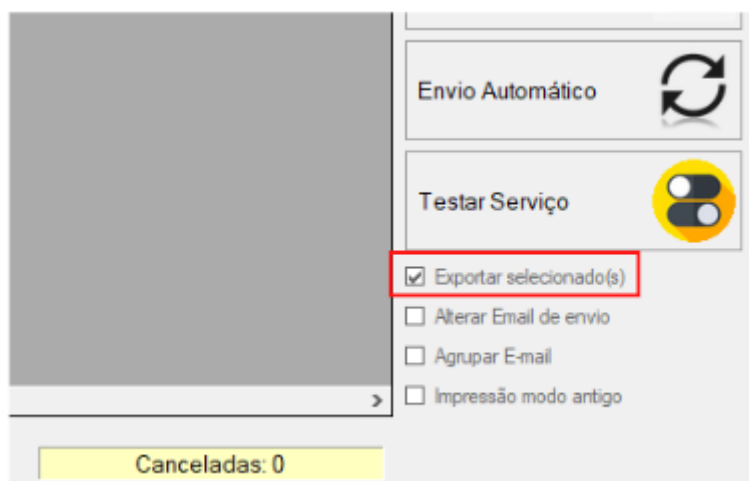 Envio Automático
Testar Serviço
Exportar selecionado(s)
Alterar Email de envio
Agrupar E-mail
Impressão modo antigo
Canceladas: 0